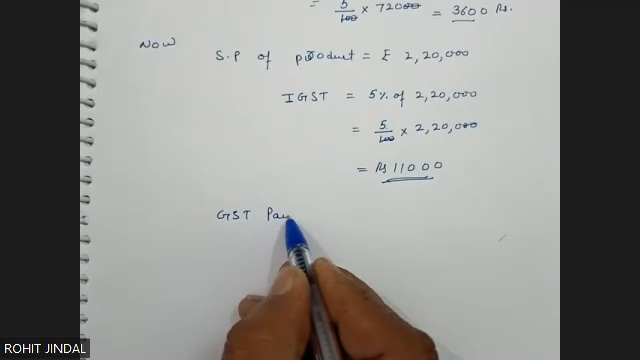 = 5/100 × 72000 = 3600 Rs.
Now
S.P of product = ₹ 2,20,000
IGST = 5% of 2,20,000
= 5/100 × 2,20,000
= Rs 11000
GST Pay
ROHIT JINDAL